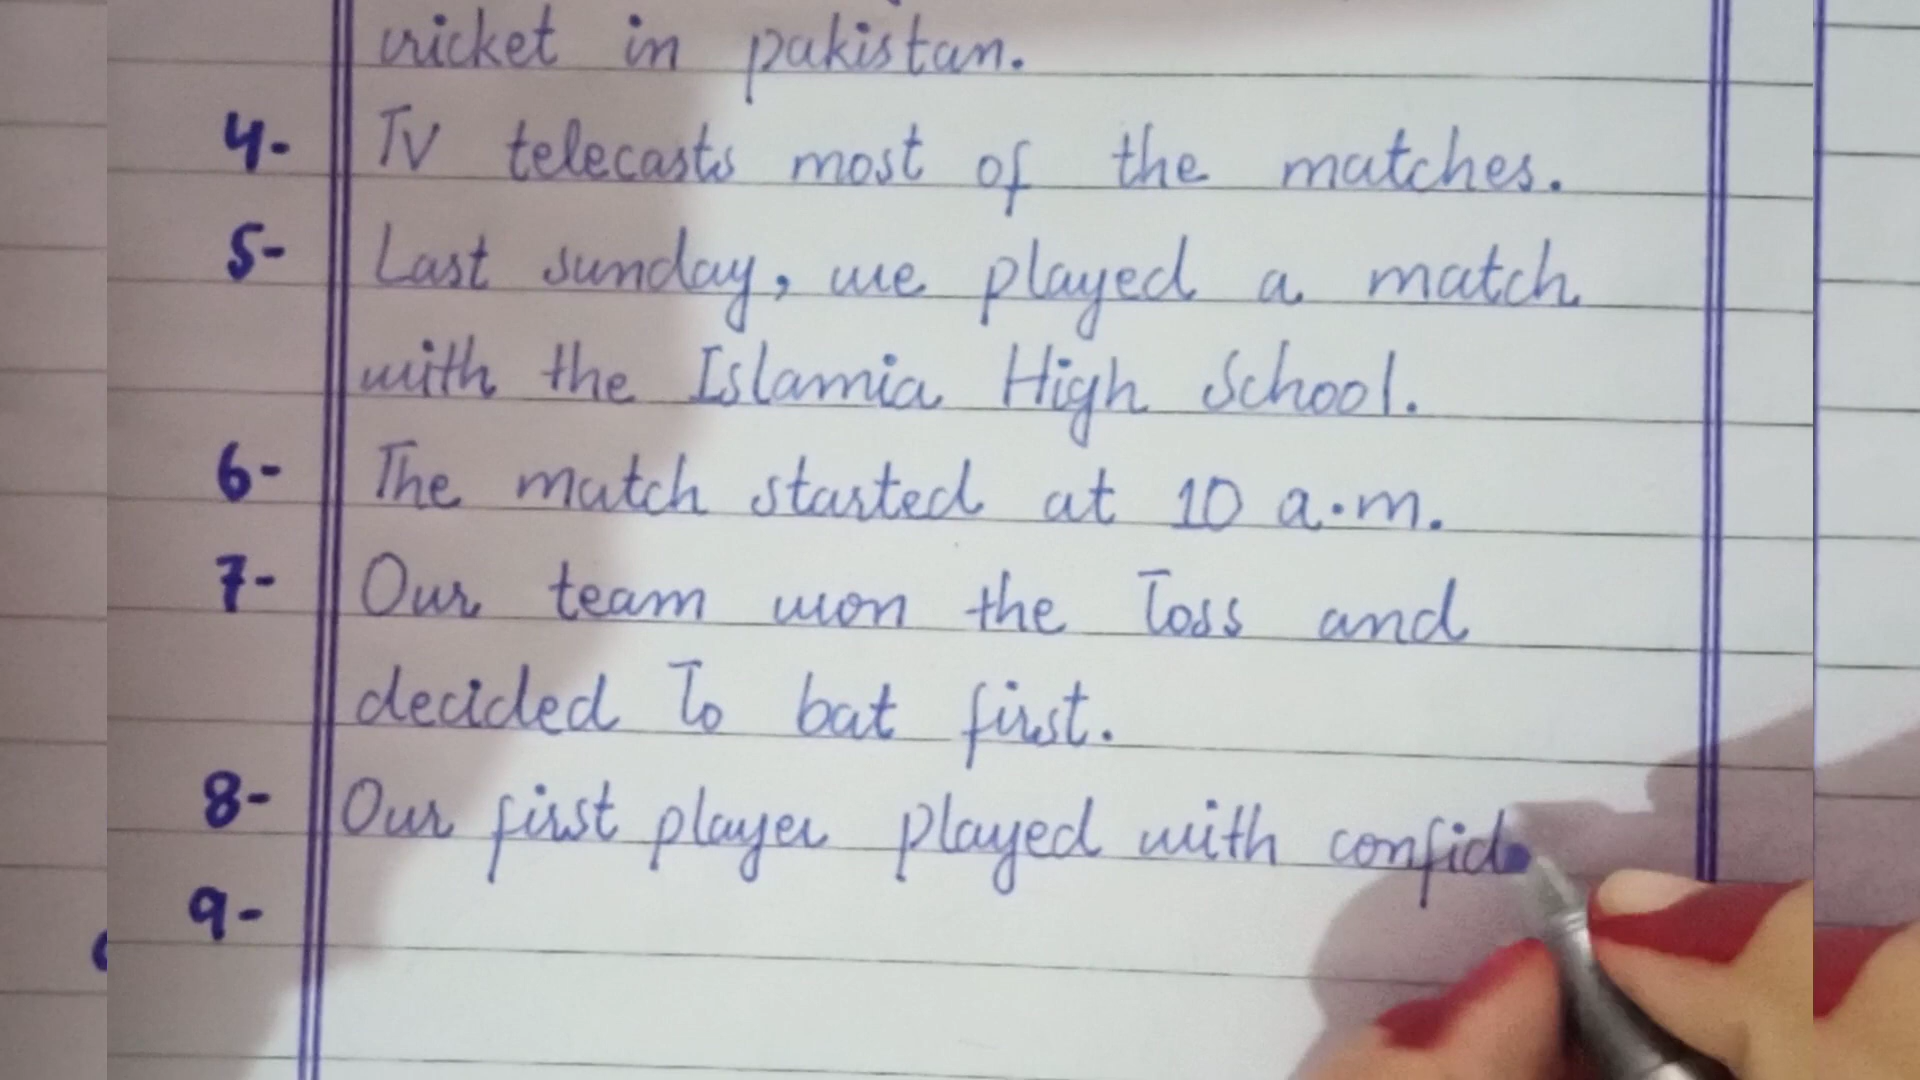 cricket in pakistan.
4- TV telecasts most of the matches.
5- Last sunday, we played a match
with the Islamia High School.
6- The match started at 10 a.m.
7- Our team won the Toss and
decided To bat first.
8- Our first player played with confid
9-